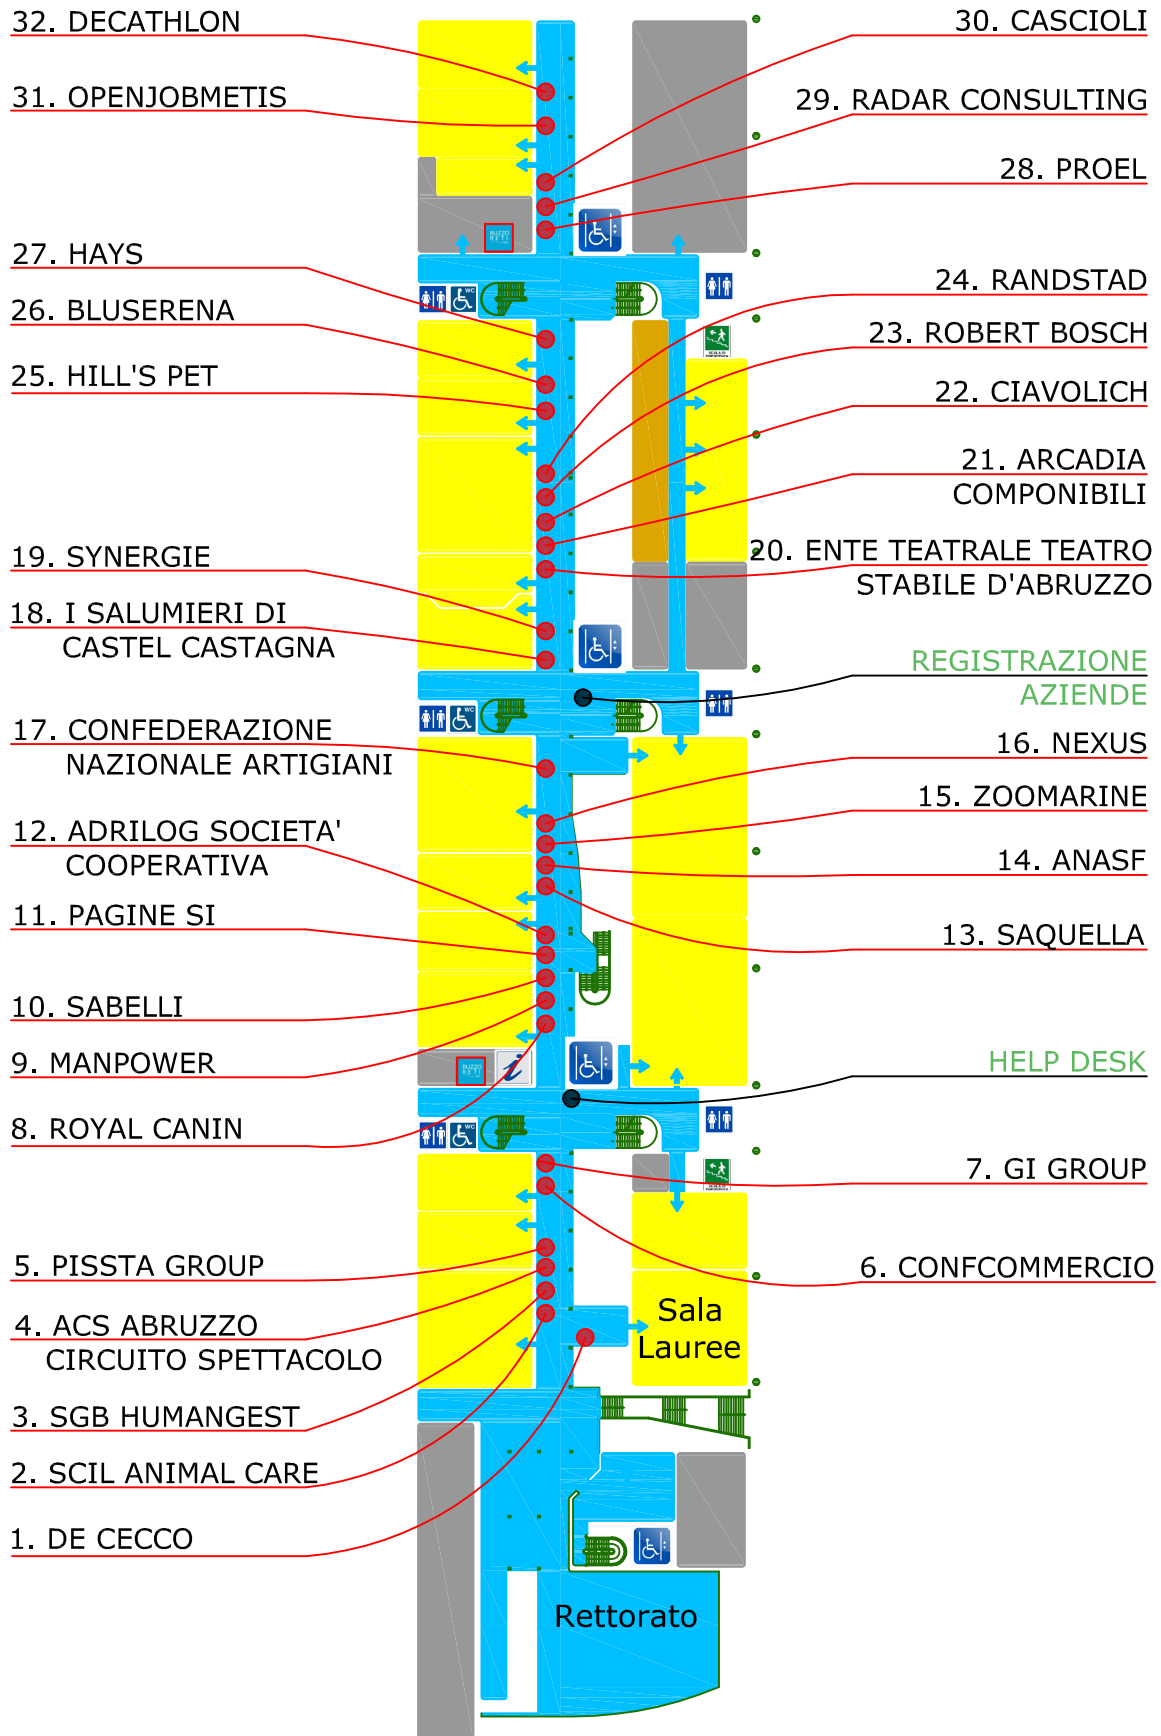 32. DECATHLON
30. CASCIOLI
31. OPENJOBMETIS
29. RADAR CONSULTING
28. PROEL
27. HAYS
24. RANDSTAD
26. BLUSERENA
23. ROBERT BOSCH
25. HILL'S PET
22. CIAVOLICH
21. ARCADIA
COMPONIBILI
19. SYNERGIE
20. ENTE TEATRALE TEATRO
STABILE D'ABRUZZO
18. I SALUMIERI DI
CASTEL CASTAGNA
REGISTRAZIONE
AZIENDE
17. CONFEDERAZIONE
NAZIONALE ARTIGIANI
16. NEXUS
15. ZOOMARINE
12. ADRILOG SOCIETA'
COOPERATIVA
14. ANASF
11. PAGINE SI
13. SAQUELLA
10. SABELLI
9. MANPOWER
HELP DESK
8. ROYAL CANIN
7. GI GROUP
5. PISSTA GROUP
6. CONFCOMMERCIO
4. ACS ABRUZZO
CIRCUITO SPETTACOLO
Sala
Lauree
3. SGB HUMANGEST
2. SCIL ANIMAL CARE
1. DE CECCO
Rettorato
WC
WC
WC
i